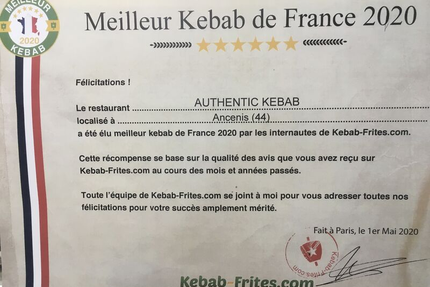 MEILLEUR
2020
KEBAB
Meilleur Kebab de France 2020
Félicitations !
Le restaurant AUTHENTIC KEBAB
localisé à Ancenis (44)
a été élu meilleur kebab de France 2020 par les internautes de Kebab-Frites.com.
Cette récompense se base sur la qualité des avis que vous avez reçu sur
Kebab-Frites.com au cours des mois et années passés.
Toute l'équipe de Kebab-Frites.com se joint à moi pour vous adresser toutes nos
félicitations pour votre succès amplement mérité.
Fait à Paris, le 1er Mai 2020
Kebab-Frites.com
Kebab-Frites.com